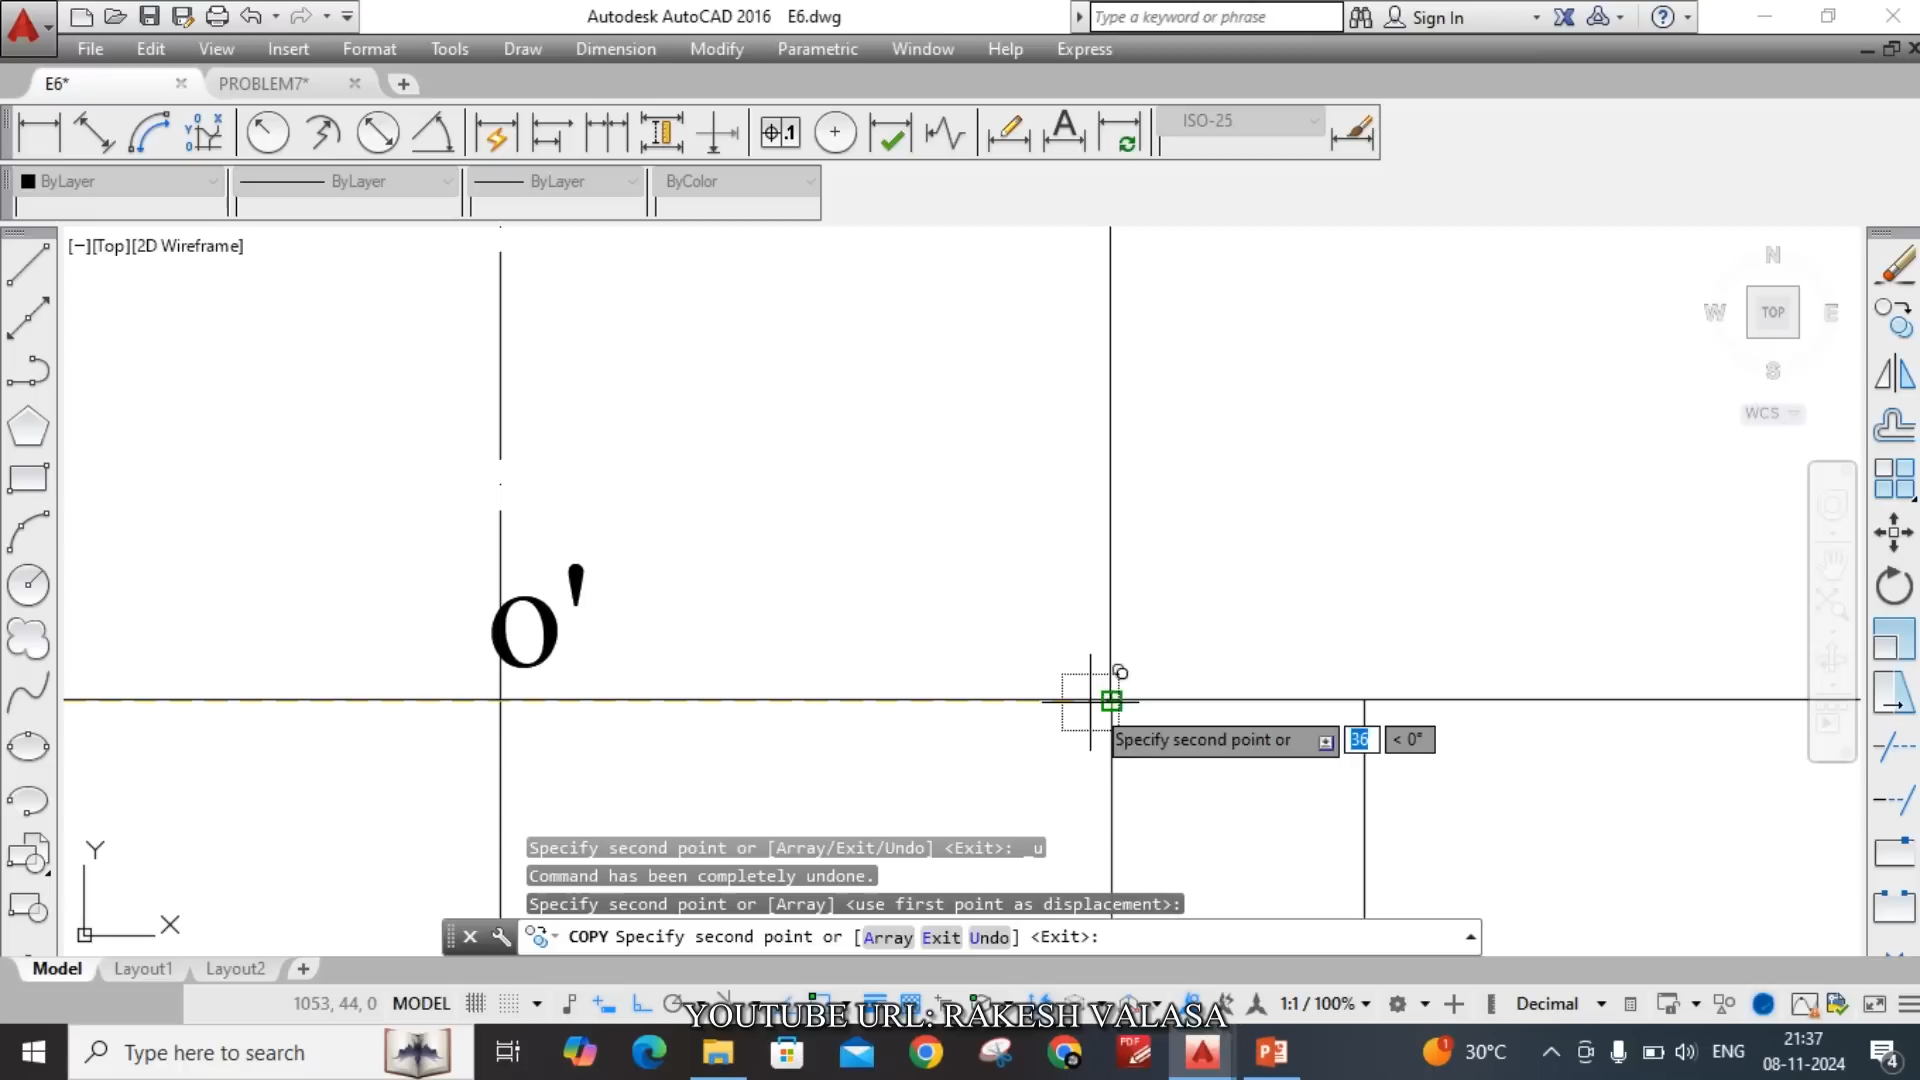 Autodesk AutoCAD 2016 E6.dwg
Type a keyword or phrase
Sign In
File Edit View Insert Format Tools Draw Dimension Modify Parametric Window Help Express
E6* PROBLEM7*
ISO-25
ByLayer ByLayer ByLayer ByColor
[−][Top][2D Wireframe]
N
W TOP E
S
WCS
o'
Specify second point or 36 < 0°
Specify second point or [Array/Exit/Undo] <Exit>: _u
Command has been completely undone.
Specify second point or [Array] <use first point as displacement>:
COPY Specify second point or [Array Exit Undo] <Exit>:
Y
X
Model Layout1 Layout2
1053, 44, 0 MODEL 1:1 / 100% Decimal
YOUTUBE URL: RAKESH VALASA
Type here to search
30°C ENG 21:37
08-11-2024
4